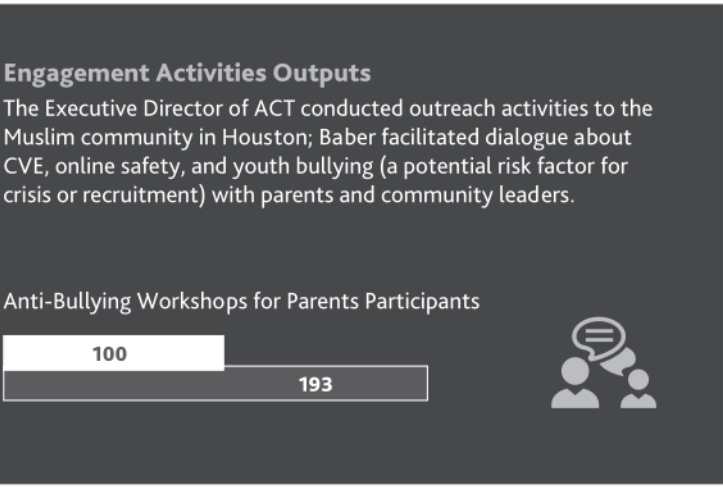 Engagement Activities Outputs
The Executive Director of ACT conducted outreach activities to the
Muslim community in Houston; Baber facilitated dialogue about
CVE, online safety, and youth bullying (a potential risk factor for
crisis or recruitment) with parents and community leaders.
Anti-Bullying Workshops for Parents Participants
100
193